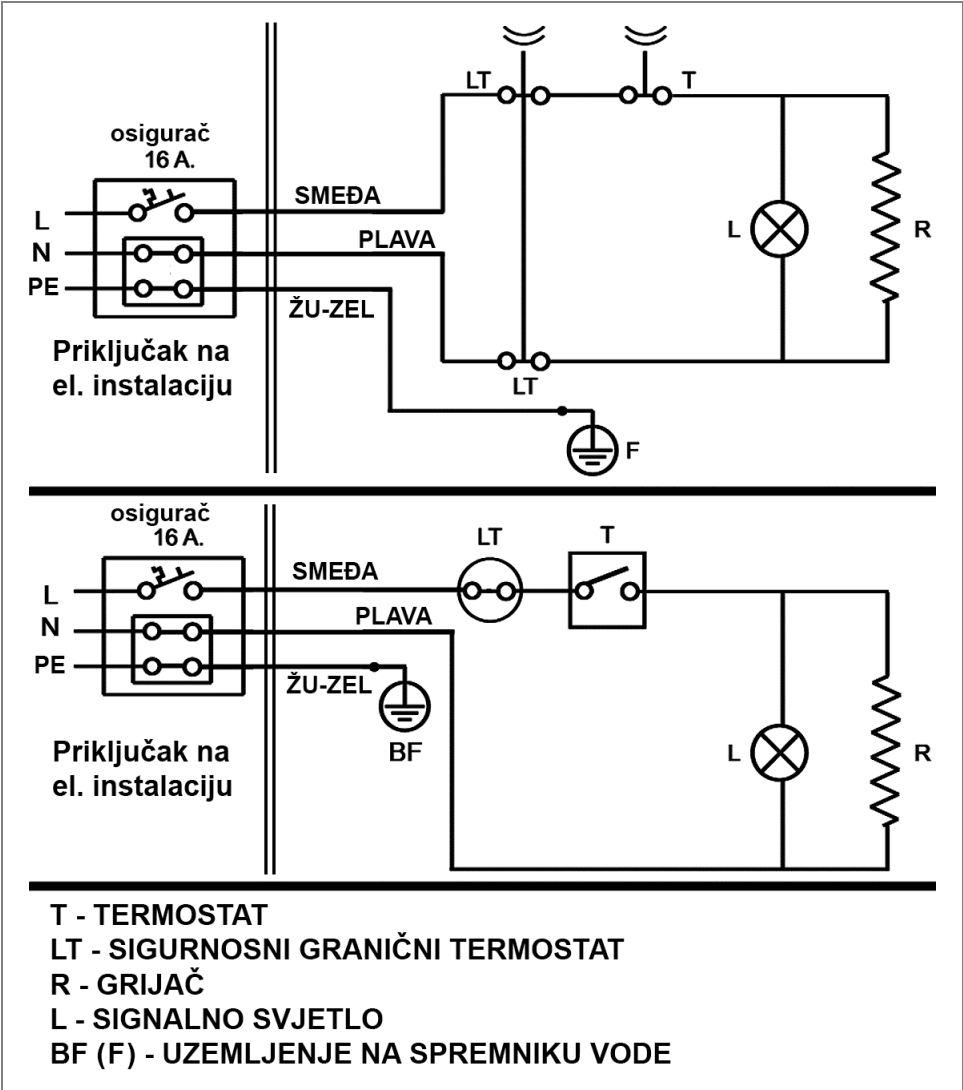 osigurač
16 A.
L
N
PE
SMEĐA
PLAVA
ŽU-ZEL
LT
T
LT
L
R
F
Priključak na
el. instalaciju
osigurač
16 A.
L
N
PE
SMEĐA
PLAVA
ŽU-ZEL
BF
LT
T
L
R
Priključak na
el. instalaciju
T - TERMOSTAT
LT - SIGURNOSNI GRANIČNI TERMOSTAT
R - GRIJAČ
L - SIGNALNO SVJETLO
BF (F) - UZEMLJENJE NA SPREMNIKU VODE